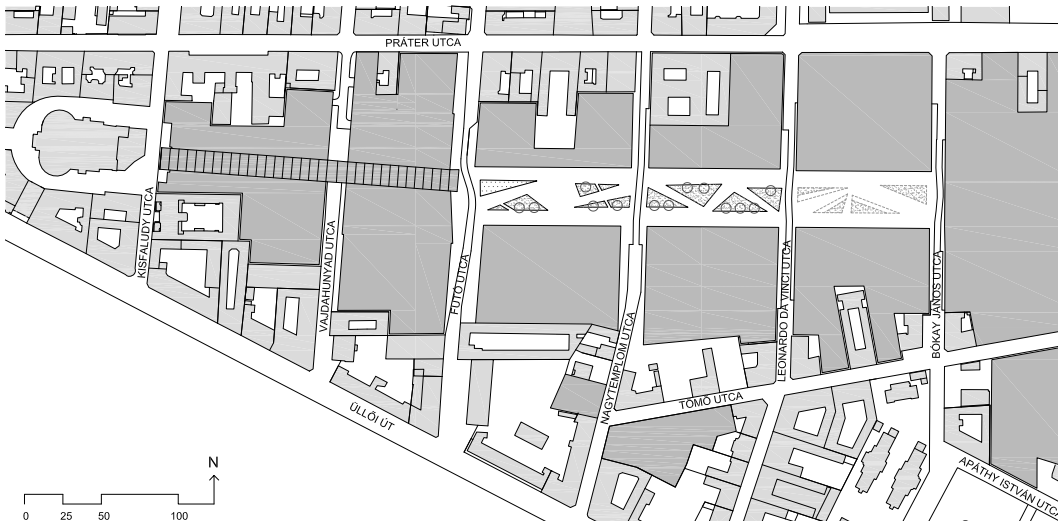 PRÁTER UTCA
KISFALUDY UTCA
VAJDAHUNYAD UTCA
FUTÓ UTCA
NAGYTEMPLOM UTCA
LEONARDO DA VINCI UTCA
BÓKAY JÁNOS UTCA
TÖMŐ UTCA
ÜLLŐI ÚT
APÁTHY ISTVÁN UTCA
N
0 25 50 100